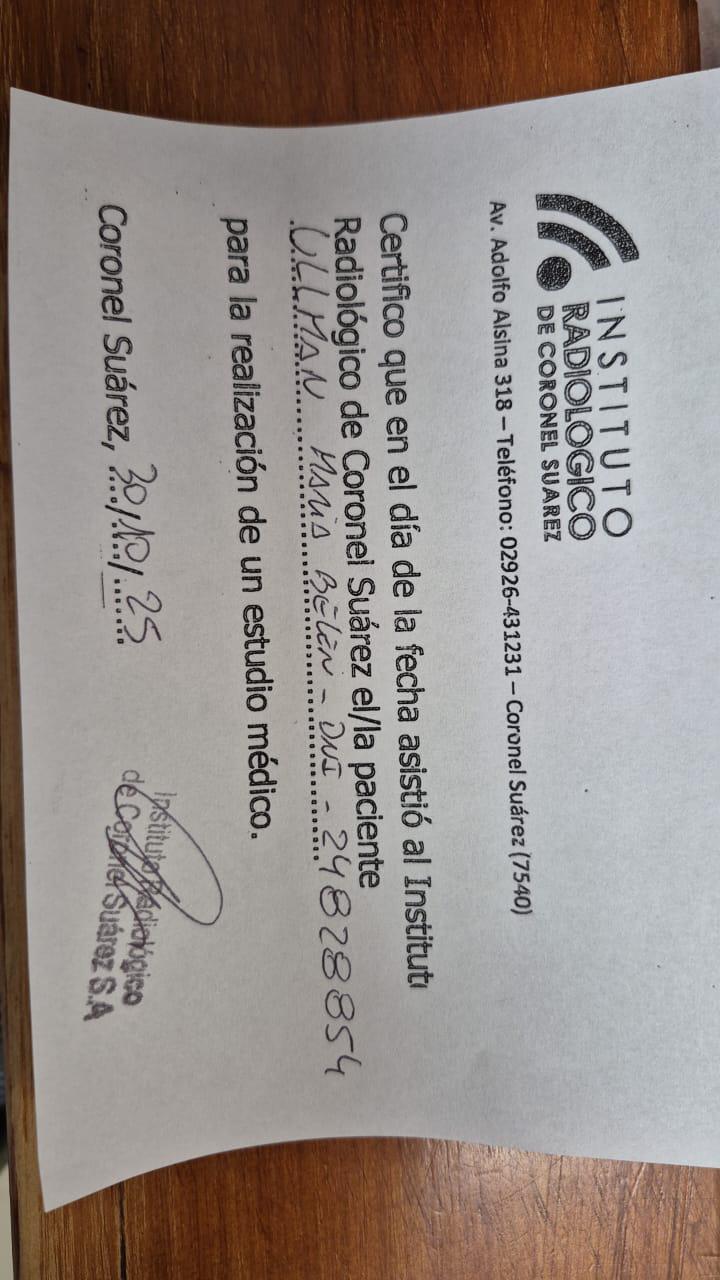 INSTITUTO
RADIOLOGICO
DE CORONEL SUAREZ
Av. Adolfo Alsina 318 – Teléfono: 02926-431231 – Coronel Suárez (7540)
Certifico que en el día de la fecha asistió al Institut
Radiológico de Coronel Suárez el/la paciente
ULLMAN MARIA BELÉN - DNI - 24828854
para la realización de un estudio médico.
Coronel Suárez, 30/10/25
Instituto Radiológico
de Coronel Suárez S.A